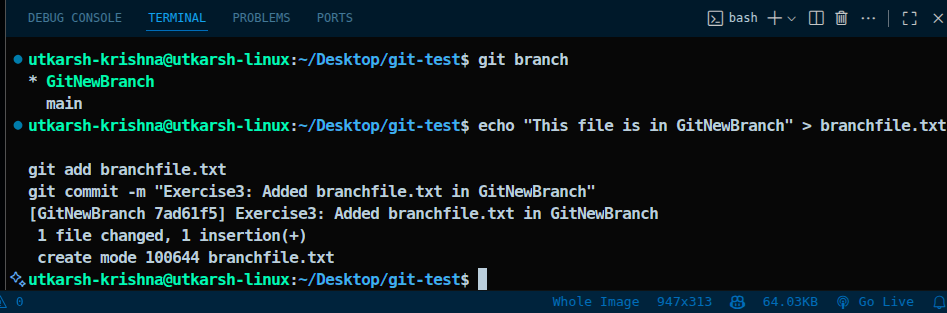 DEBUG CONSOLE TERMINAL PROBLEMS PORTS bash
utkarsh-krishna@utkarsh-linux:~/Desktop/git-test$ git branch
* GitNewBranch
main
utkarsh-krishna@utkarsh-linux:~/Desktop/git-test$ echo "This file is in GitNewBranch" > branchfile.txt
git add branchfile.txt
git commit -m "Exercise3: Added branchfile.txt in GitNewBranch"
[GitNewBranch 7ad61f5] Exercise3: Added branchfile.txt in GitNewBranch
1 file changed, 1 insertion(+)
create mode 100644 branchfile.txt
utkarsh-krishna@utkarsh-linux:~/Desktop/git-test$
0 Whole Image 947x313 64.03KB Go Live